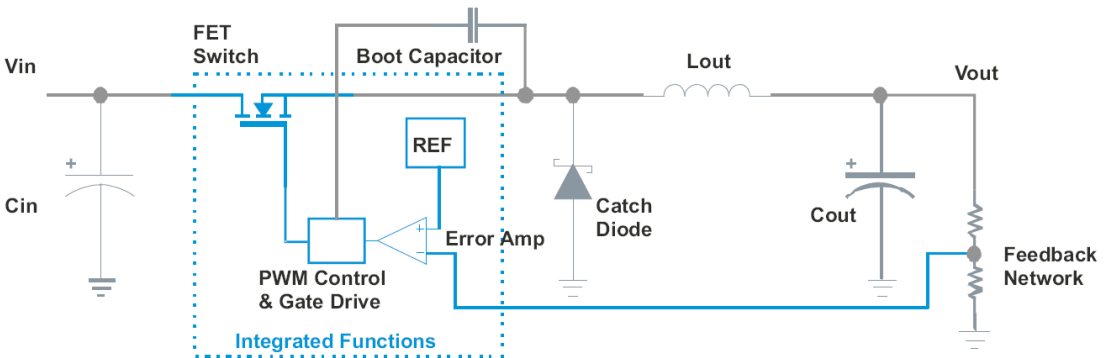 FET
Switch
Boot Capacitor
Vin
Lout
Vout
+
REF
+
Cin
Catch
Diode
Cout
+
Error Amp
−
Feedback
Network
PWM Control
& Gate Drive
Integrated Functions